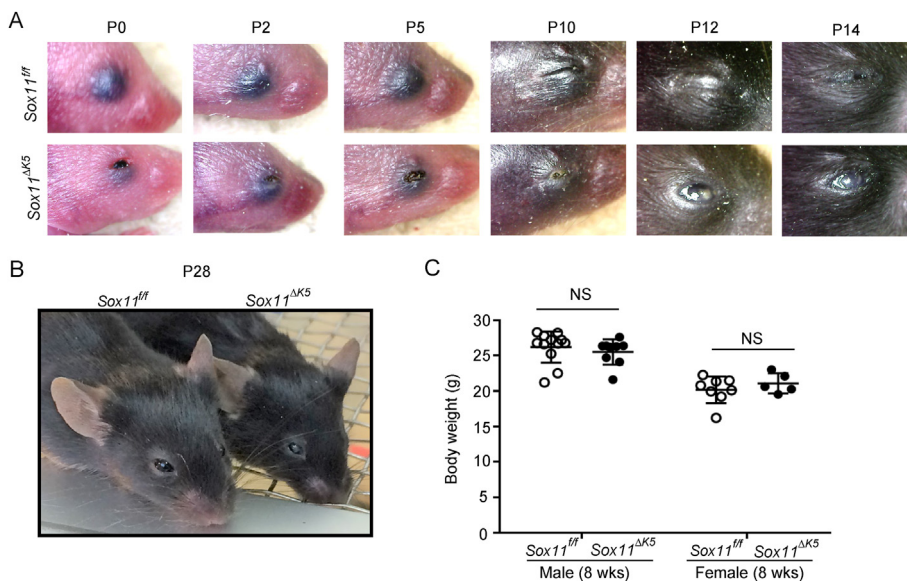 A
P0 P2 P5 P10 P12 P14
Sox11f/f
Sox11ΔK5
B
P28
Sox11f/f Sox11ΔK5
C
NS
NS
30
25
20
15
10
5
0
Body weight (g)
Sox11f/f Sox11ΔK5 Sox11f/f Sox11ΔK5
Male (8 wks) Female (8 wks)